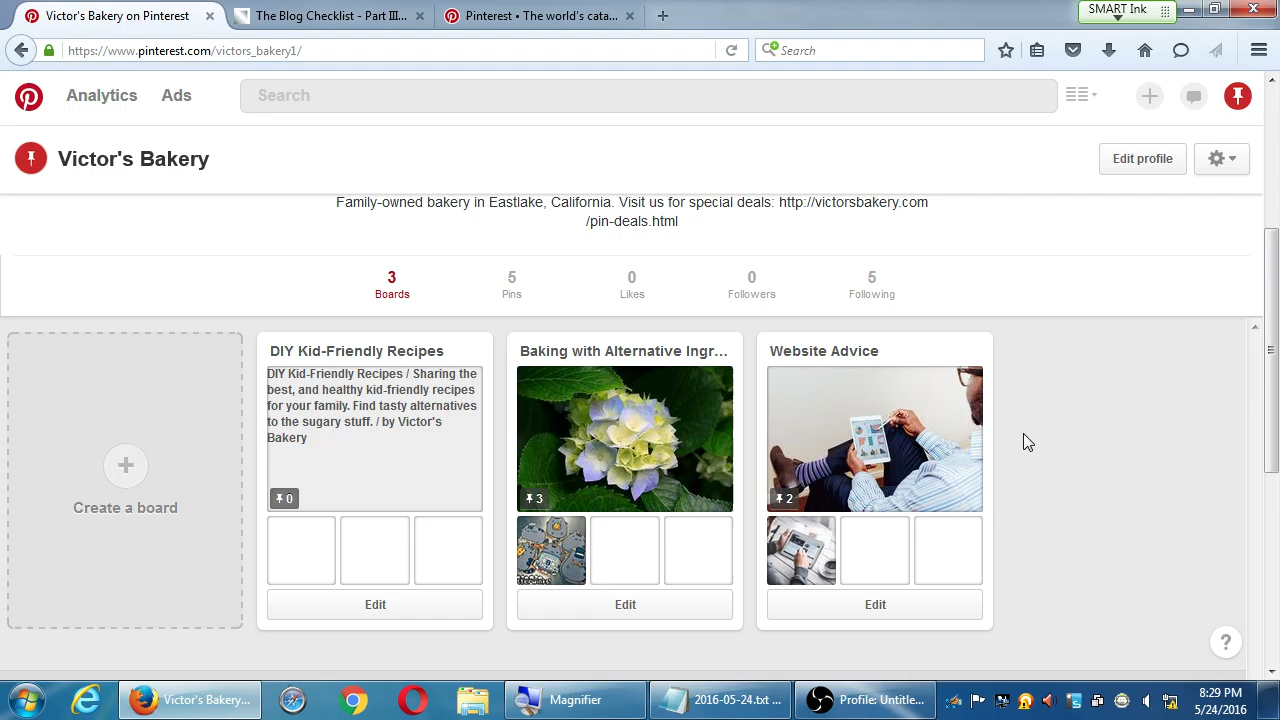 Victor's Bakery on Pinterest
The Blog Checklist - Part III...
Pinterest • The world's cata...
SMART Ink
https://www.pinterest.com/victors_bakery1/
Search
Analytics
Ads
Search
Victor's Bakery
Edit profile
Family-owned bakery in Eastlake, California. Visit us for special deals: http://victorsbakery.com
/pin-deals.html
3
Boards
5
Pins
0
Likes
0
Followers
5
Following
Create a board
DIY Kid-Friendly Recipes
DIY Kid-Friendly Recipes / Sharing the
best, and healthy kid-friendly recipes
for your family. Find tasty alternatives
to the sugary stuff. / by Victor's
Bakery
0
Edit
Baking with Alternative Ingr...
3
Edit
Website Advice
2
Edit
?
Victor's Bakery...
Magnifier
2016-05-24.txt ...
Profile: Untitle...
8:29 PM
5/24/2016